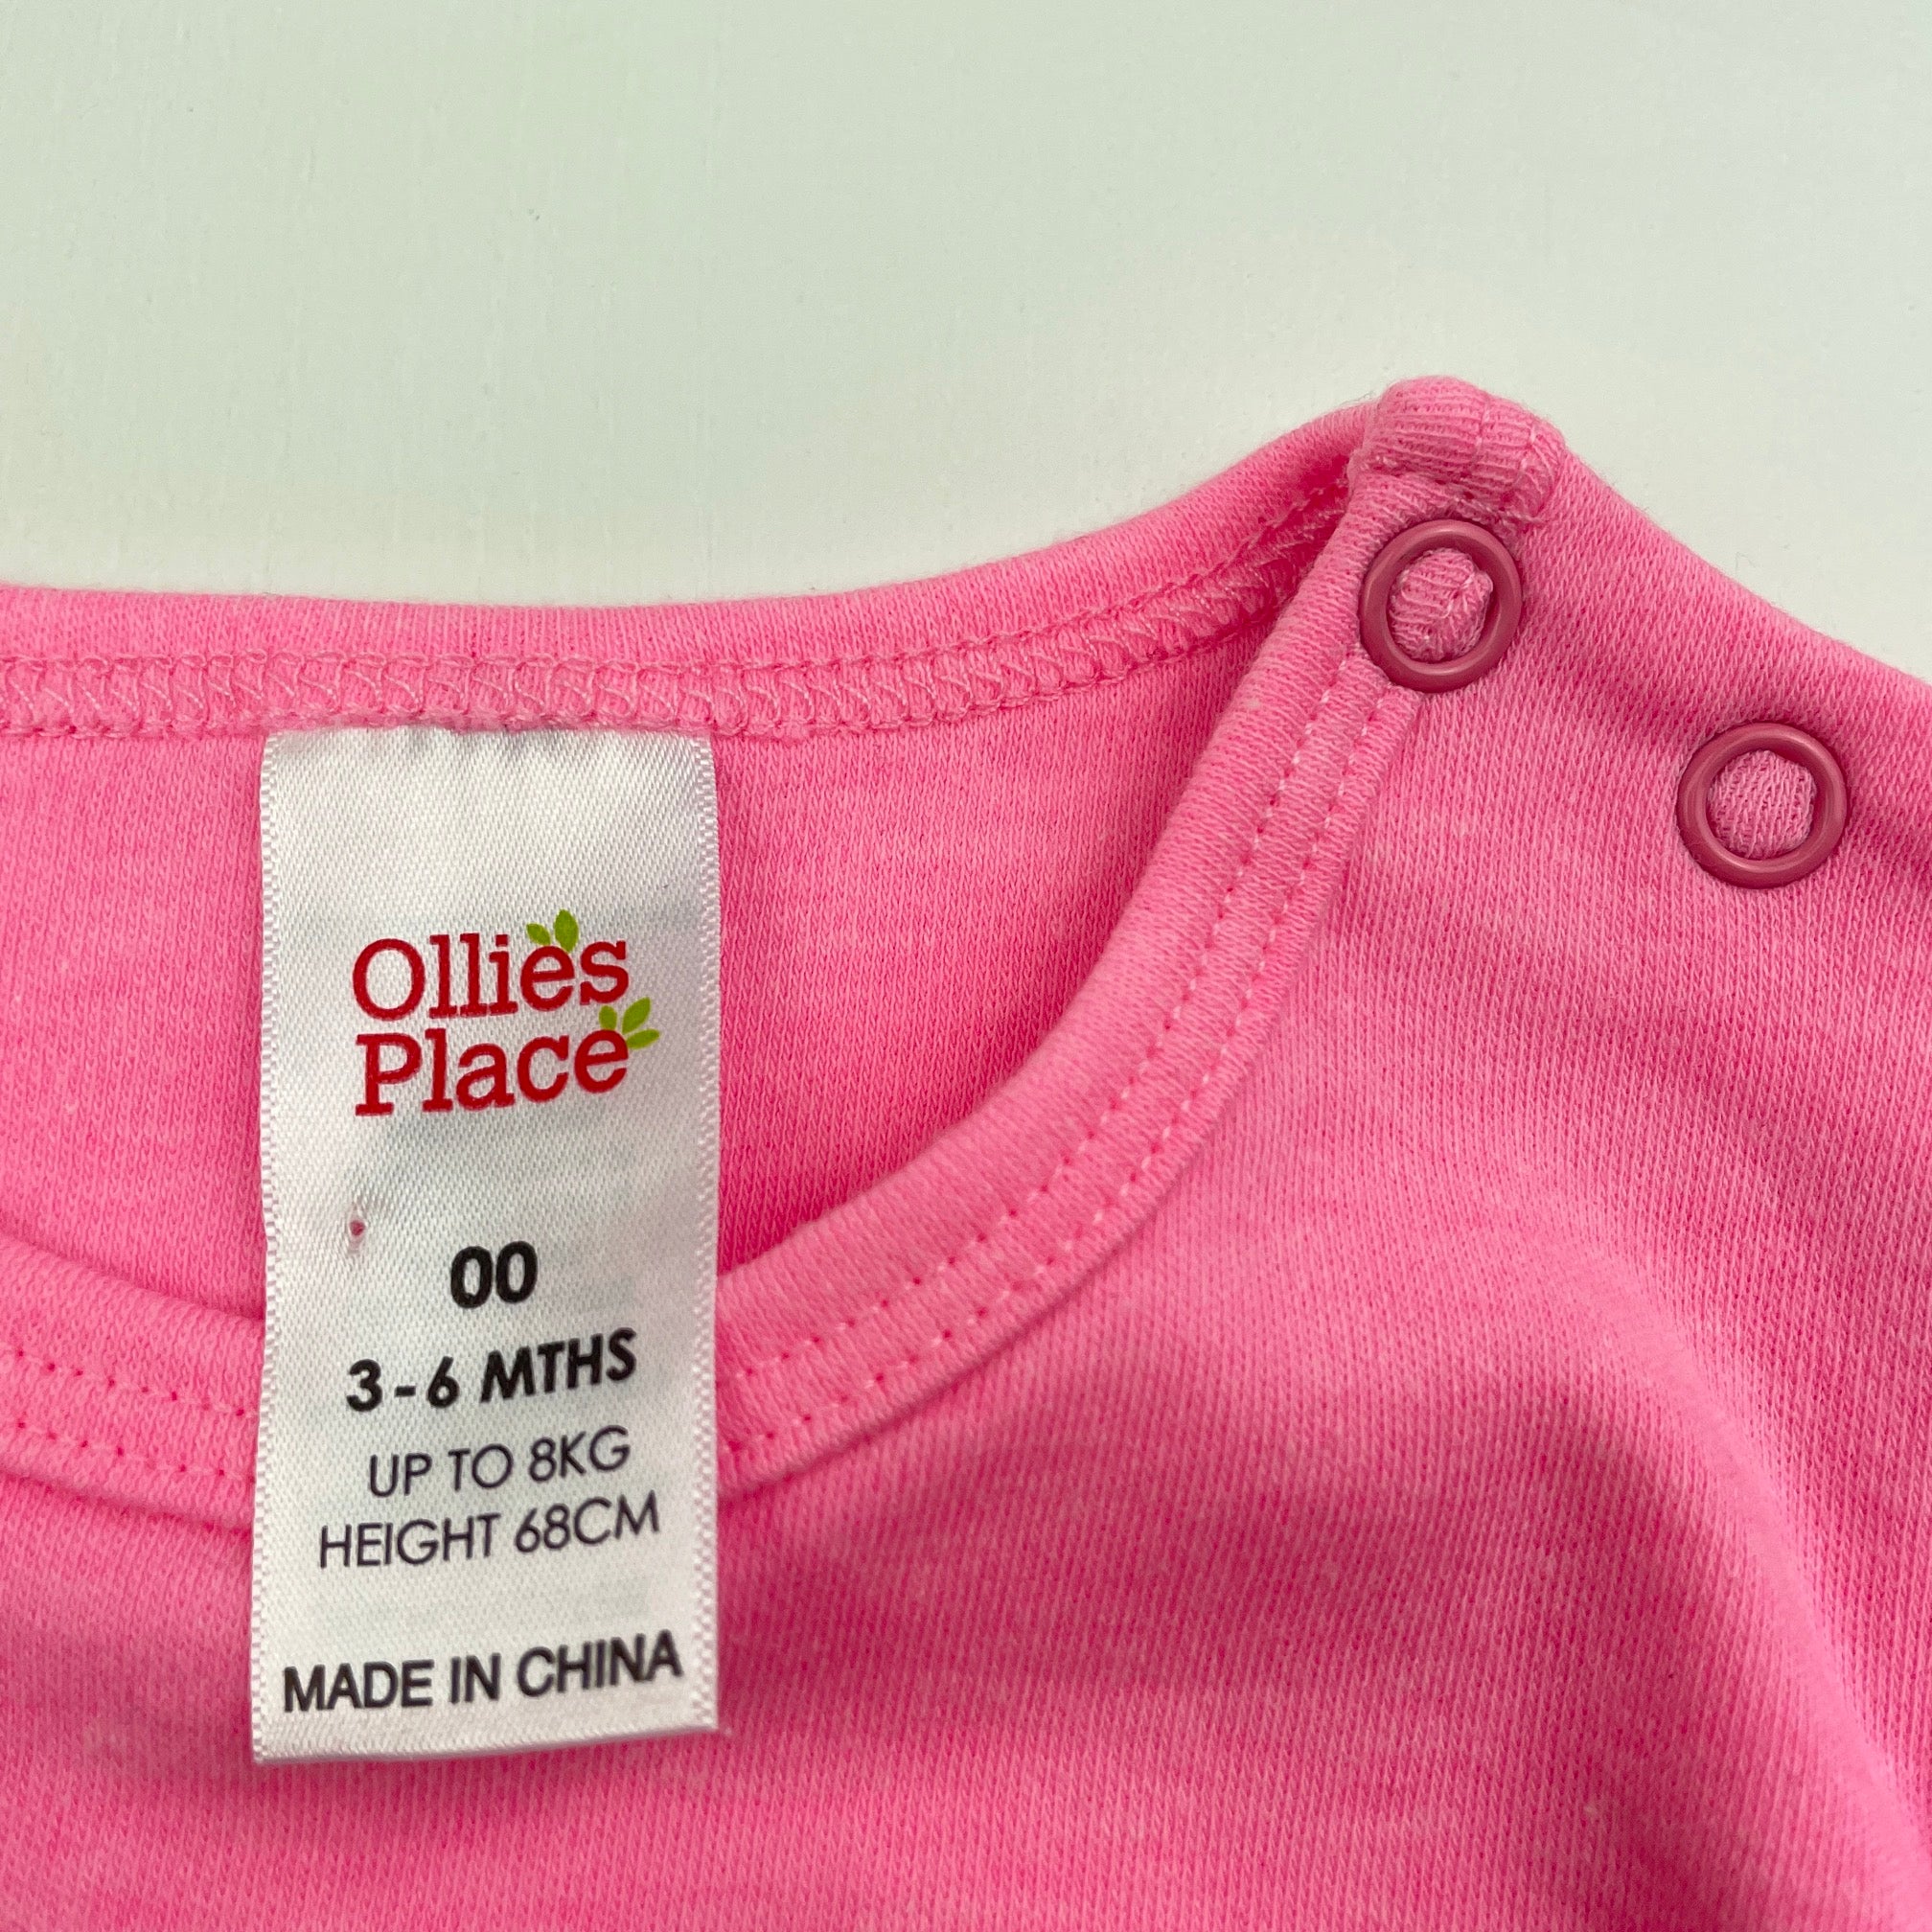 Ollie's
Place
00
3-6 MTHS
UP TO 8KG
HEIGHT 68CM
MADE IN CHINA